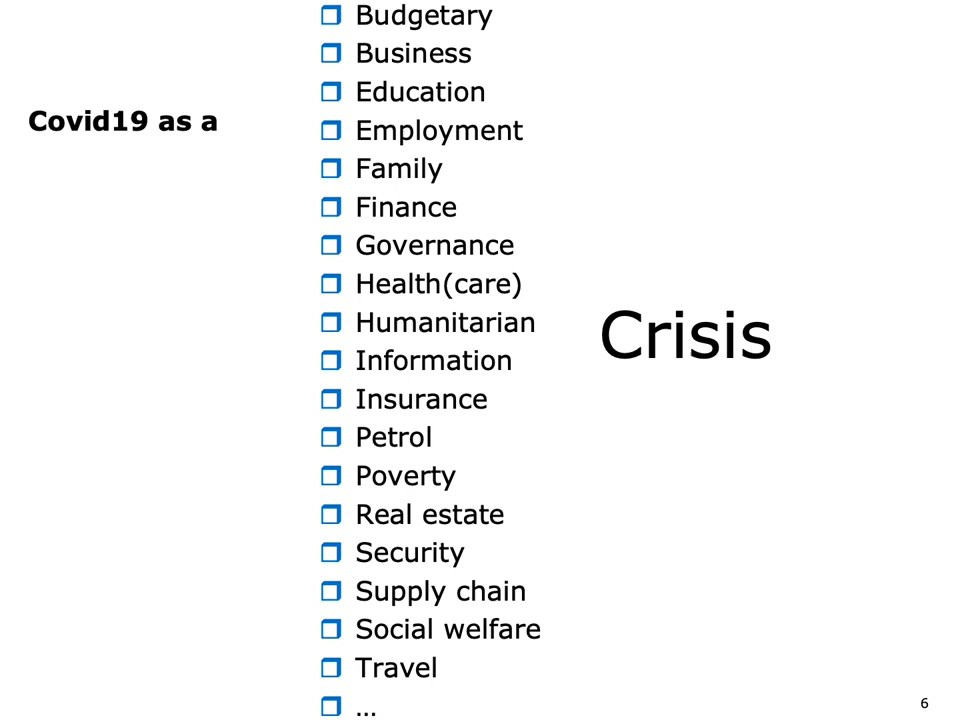 Covid19 as a
Budgetary
Business
Education
Employment
Family
Finance
Governance
Health(care)
Humanitarian
Information
Insurance
Petrol
Poverty
Real estate
Security
Supply chain
Social welfare
Travel
...
Crisis
6